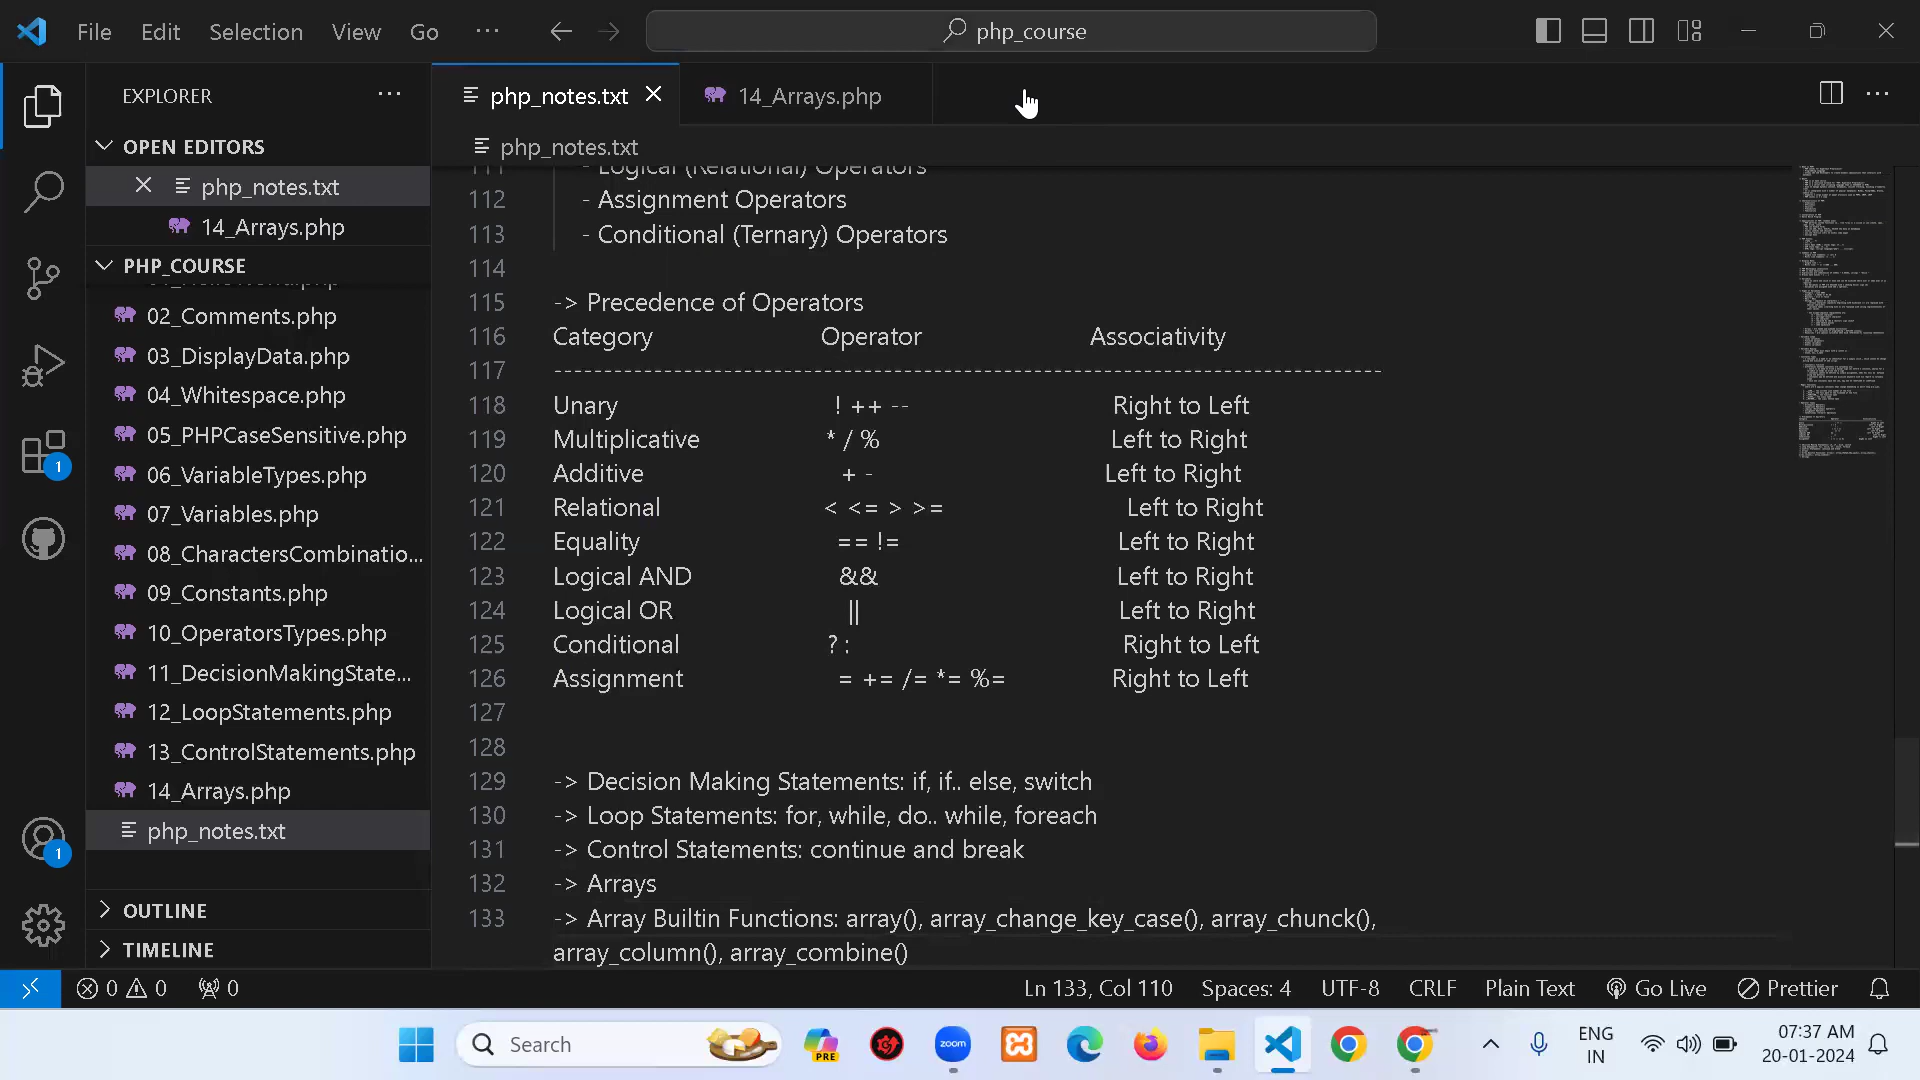 File Edit Selection View Go ··· php_course
EXPLORER ···
OPEN EDITORS
php_notes.txt
14_Arrays.php
PHP_COURSE
02_Comments.php
03_DisplayData.php
04_Whitespace.php
05_PHPCaseSensitive.php
06_VariableTypes.php
07_Variables.php
08_CharactersCombinatio...
09_Constants.php
10_OperatorsTypes.php
11_DecisionMakingState...
12_LoopStatements.php
13_ControlStatements.php
14_Arrays.php
php_notes.txt
OUTLINE
TIMELINE
1
1
php_notes.txt 14_Arrays.php
php_notes.txt
111 - Logical (Relational) Operators
112 - Assignment Operators
113 - Conditional (Ternary) Operators
114
115 -> Precedence of Operators
116 Category Operator Associativity
117 ----------------------------------------------------------------------------------
118 Unary ! ++ -- Right to Left
119 Multiplicative * / % Left to Right
120 Additive + - Left to Right
121 Relational < <= > >= Left to Right
122 Equality == != Left to Right
123 Logical AND && Left to Right
124 Logical OR || Left to Right
125 Conditional ? : Right to Left
126 Assignment = += /= *= %= Right to Left
127
128
129 -> Decision Making Statements: if, if.. else, switch
130 -> Loop Statements: for, while, do.. while, foreach
131 -> Control Statements: continue and break
132 -> Arrays
133 -> Array Builtin Functions: array(), array_change_key_case(), array_chunck(),
array_column(), array_combine()
0 0 0 Ln 133, Col 110 Spaces: 4 UTF-8 CRLF Plain Text Go Live Prettier
Search PRE zoom ENG
IN
07:37 AM
20-01-2024